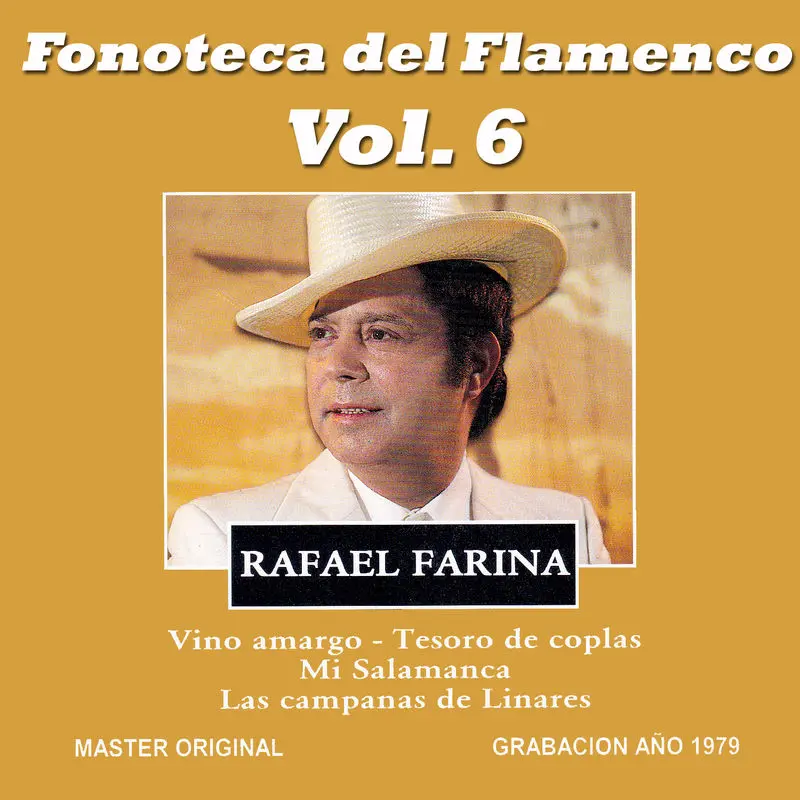 Fonoteca del Flamenco
Vol. 6
RAFAEL FARINA
Vino amargo - Tesoro de coplas
Mi Salamanca
Las campanas de Linares
MASTER ORIGINAL
GRABACION AÑO 1979